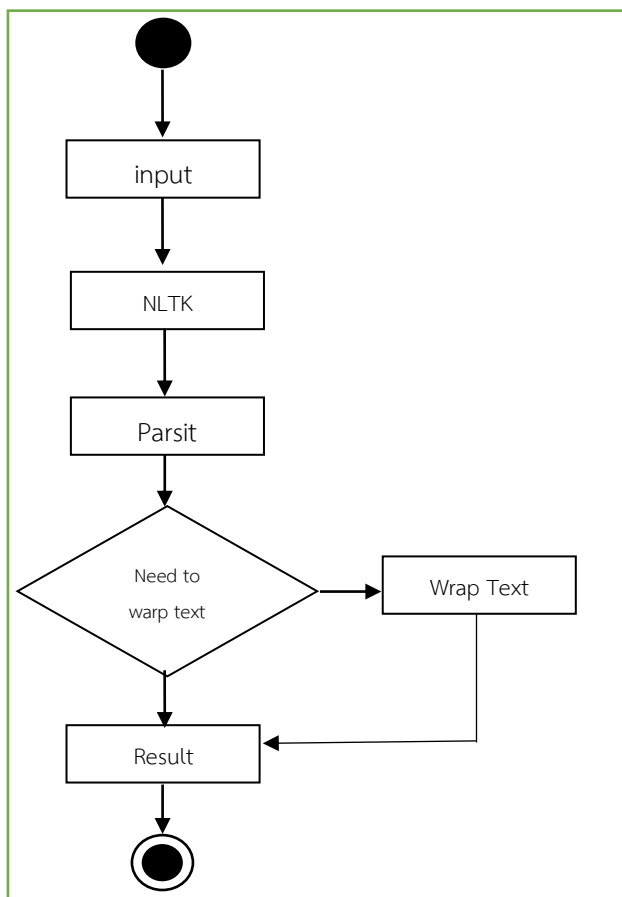 input
NLTK
Parsit
Need to
warp text
Wrap Text
Result